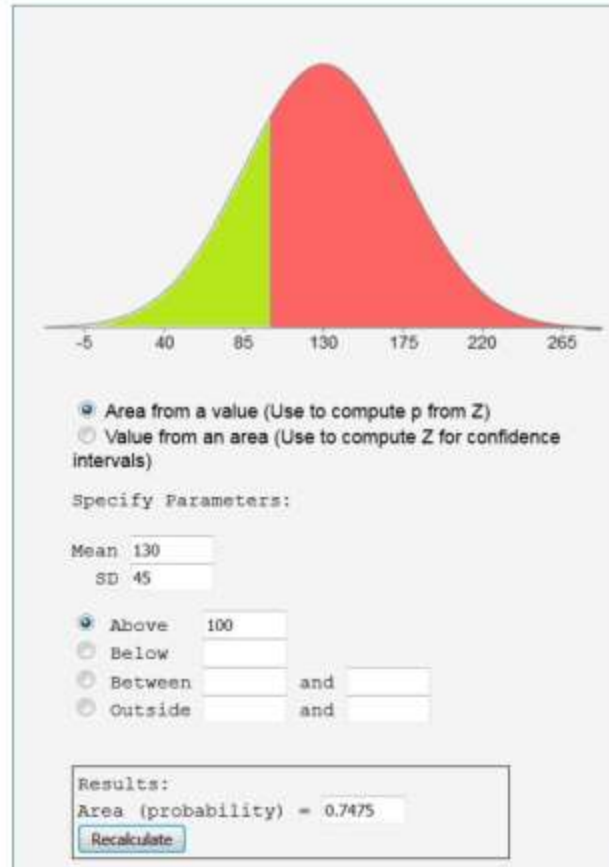 -5 40 85 130 175 220 265
Area from a value (Use to compute p from Z)
Value from an area (Use to compute Z for confidence
intervals)
Specify Parameters:
Mean 130
SD 45
Above 100
Below
Between and
Outside and
Results:
Area (probability) = 0.7475
Recalculate